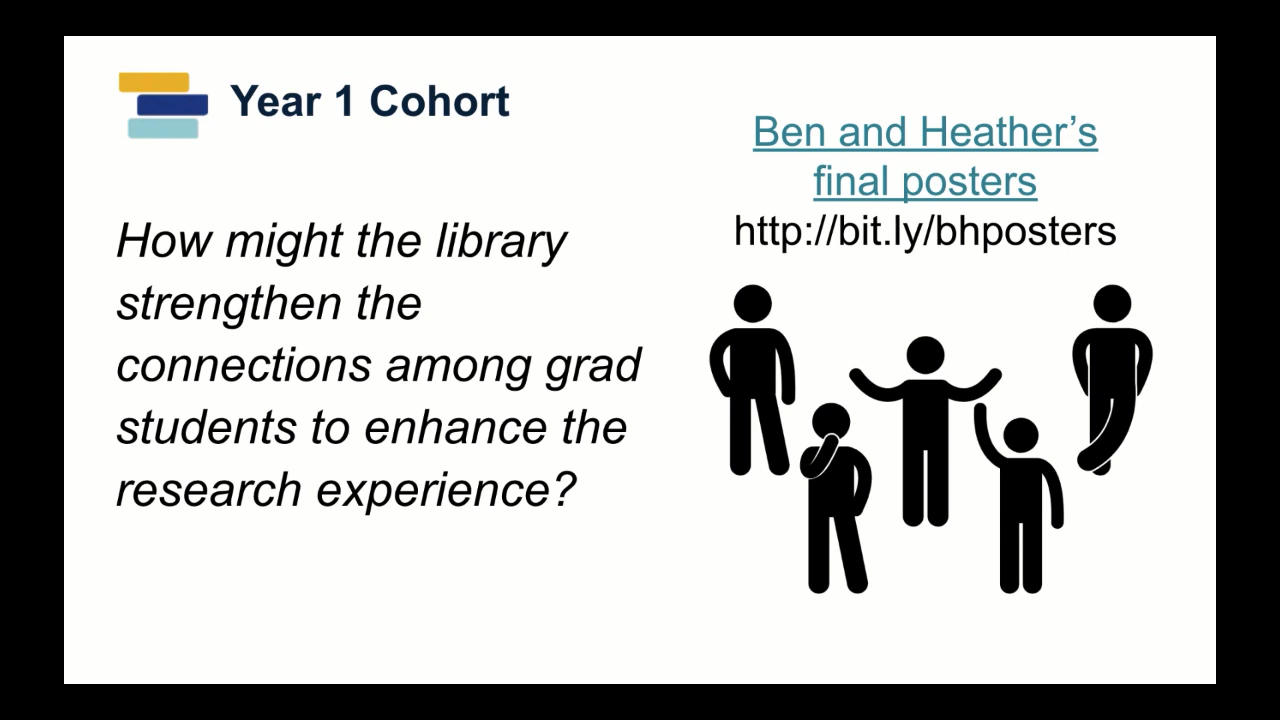 Year 1 Cohort
How might the library
strengthen the
connections among grad
students to enhance the
research experience?
Ben and Heather’s
final posters
http://bit.ly/bhposters